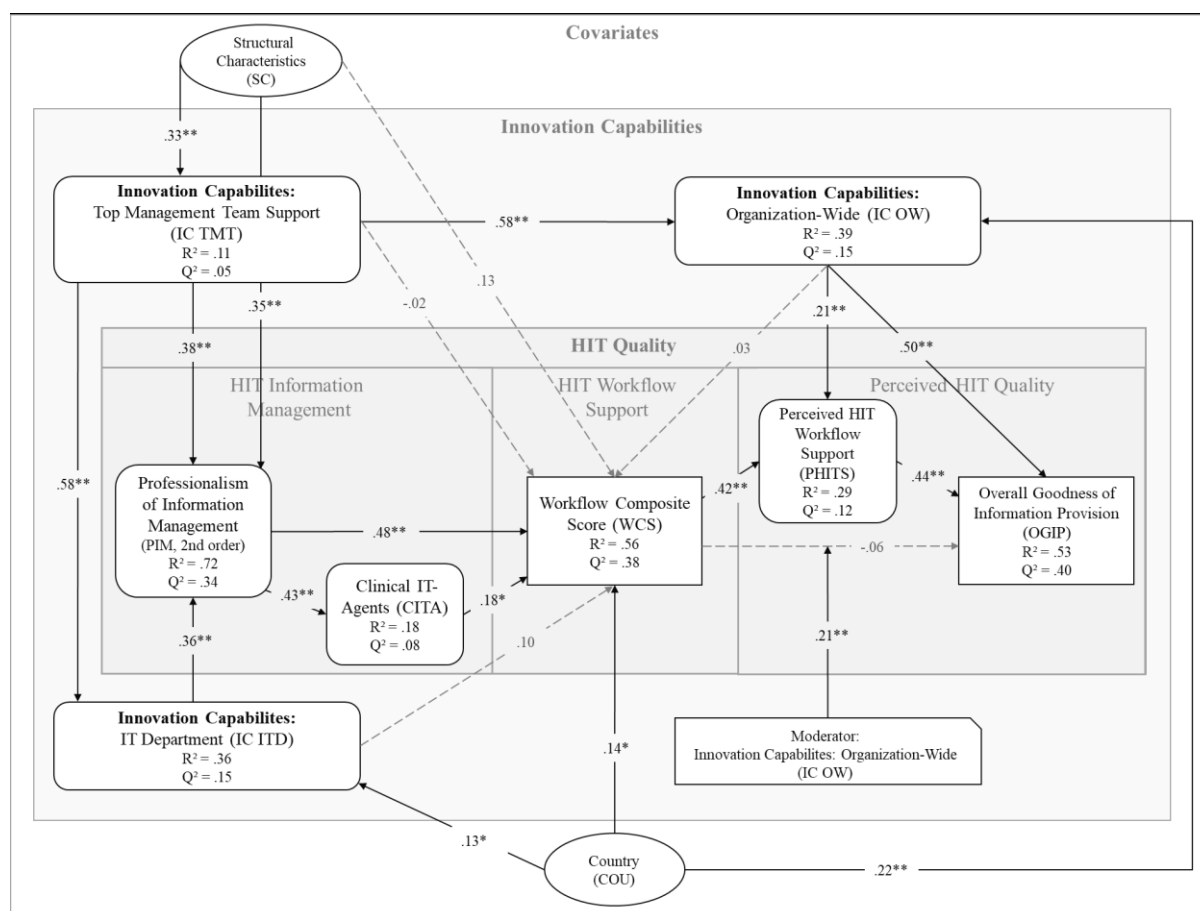 Structural
Characteristics
(SC)
Covariates
Innovation Capabilities
.33**
Innovation Capabilites:
Top Management Team Support
(IC TMT)
R² = .11
Q² = .05
.58**
Innovation Capabilities:
Organization-Wide (IC OW)
R² = .39
Q² = .15
.13
-.02
.35**
.38**
.21**
.03
.50**
HIT Quality
HIT Information
Management
HIT Workflow
Support
Perceived HIT Quality
Perceived HIT
Workflow
Support
(PHITS)
R² = .29
Q² = .12
.58**
Professionalism
of Information
Management
(PIM, 2nd order)
R² = .72
Q² = .34
.48**
Workflow Composite
Score (WCS)
R² = .56
Q² = .38
.42**
.44**
Overall Goodness of
Information Provision
(OGIP)
R² = .53
Q² = .40
-.06
.43**
Clinical IT-
Agents (CITA)
R² = .18
Q² = .08
.18*
.36**
.10
.21**
Innovation Capabilites:
IT Department (IC ITD)
R² = .36
Q² = .15
.14*
Moderator:
Innovation Capabilites: Organization-Wide
(IC OW)
.13*
Country
(COU)
.22**